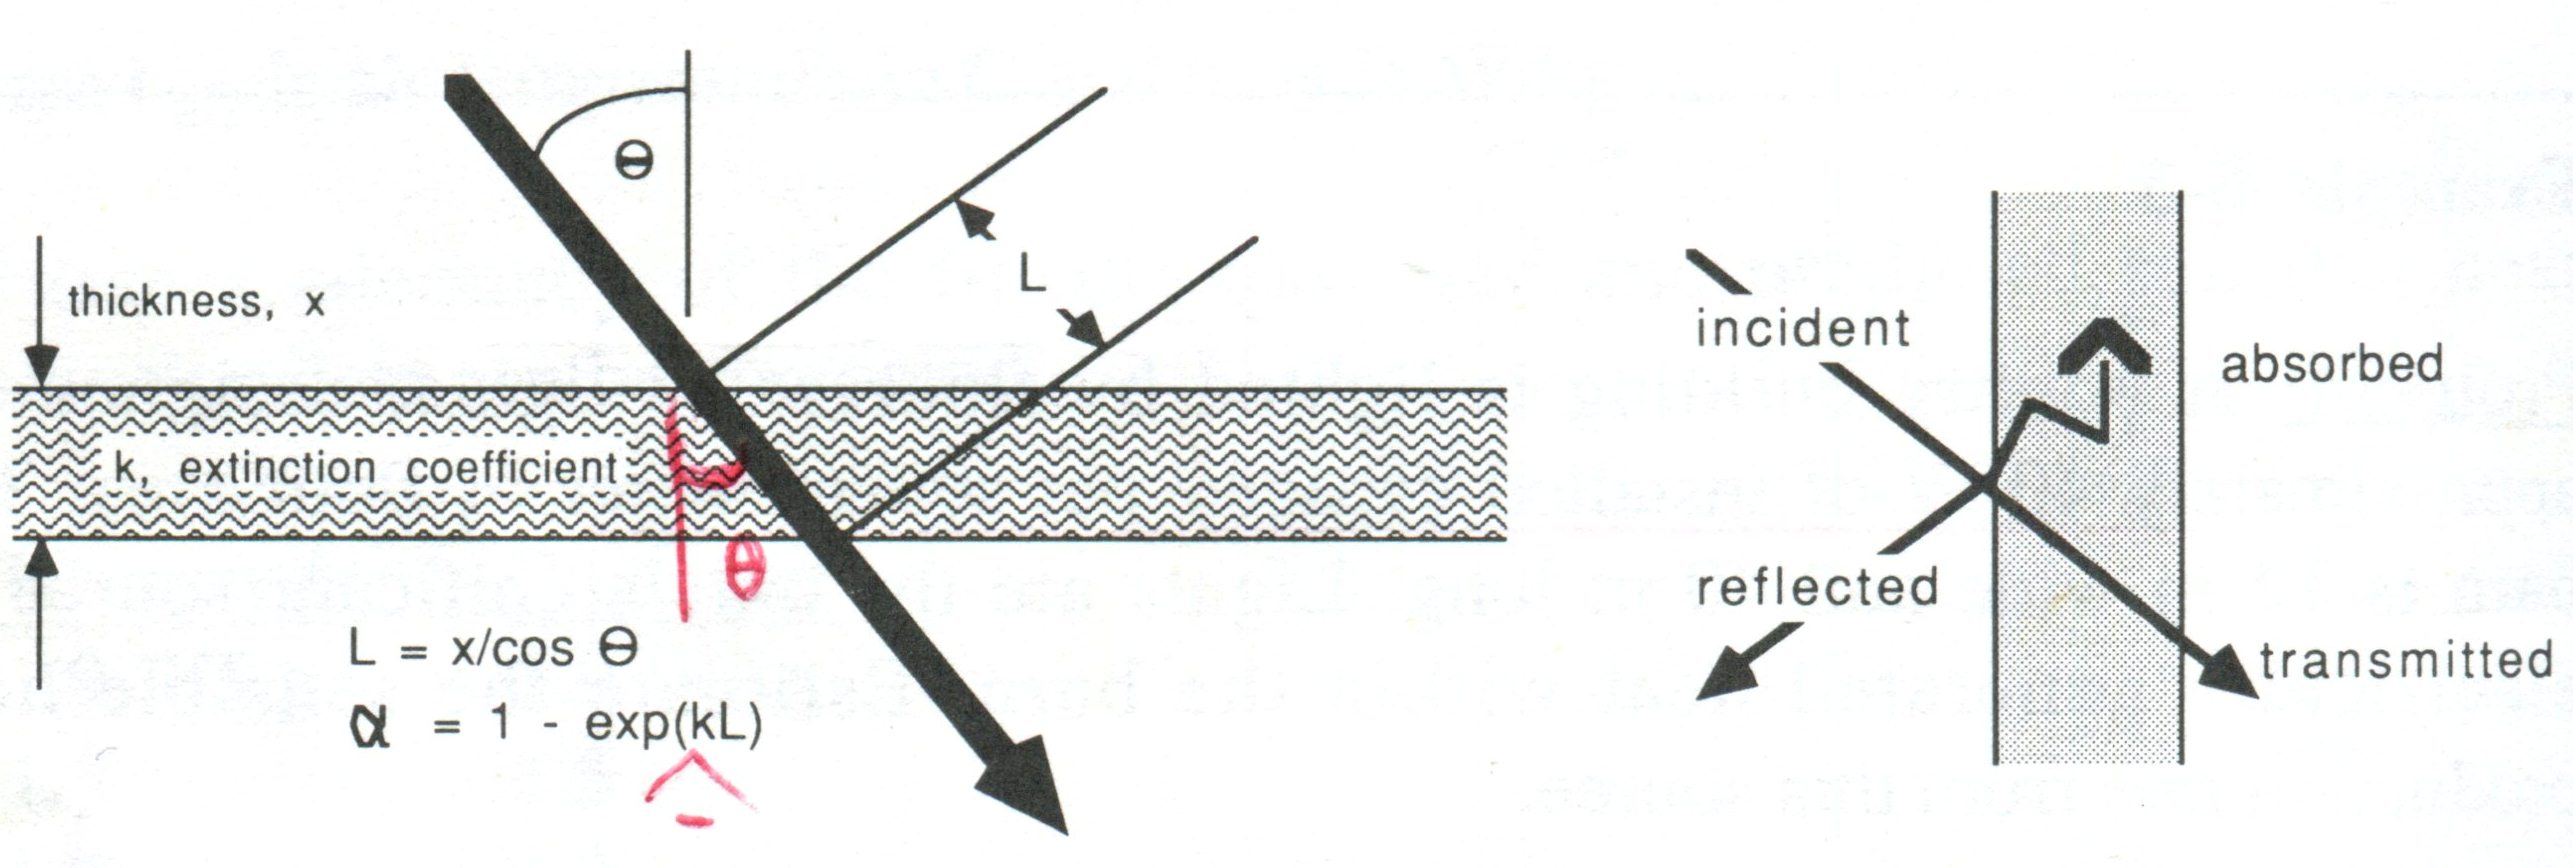 Θ
L
thickness, x
k, extinction coefficient
θ
L = x/cos Θ
α = 1 - exp(kL)
-
incident
absorbed
reflected
transmitted